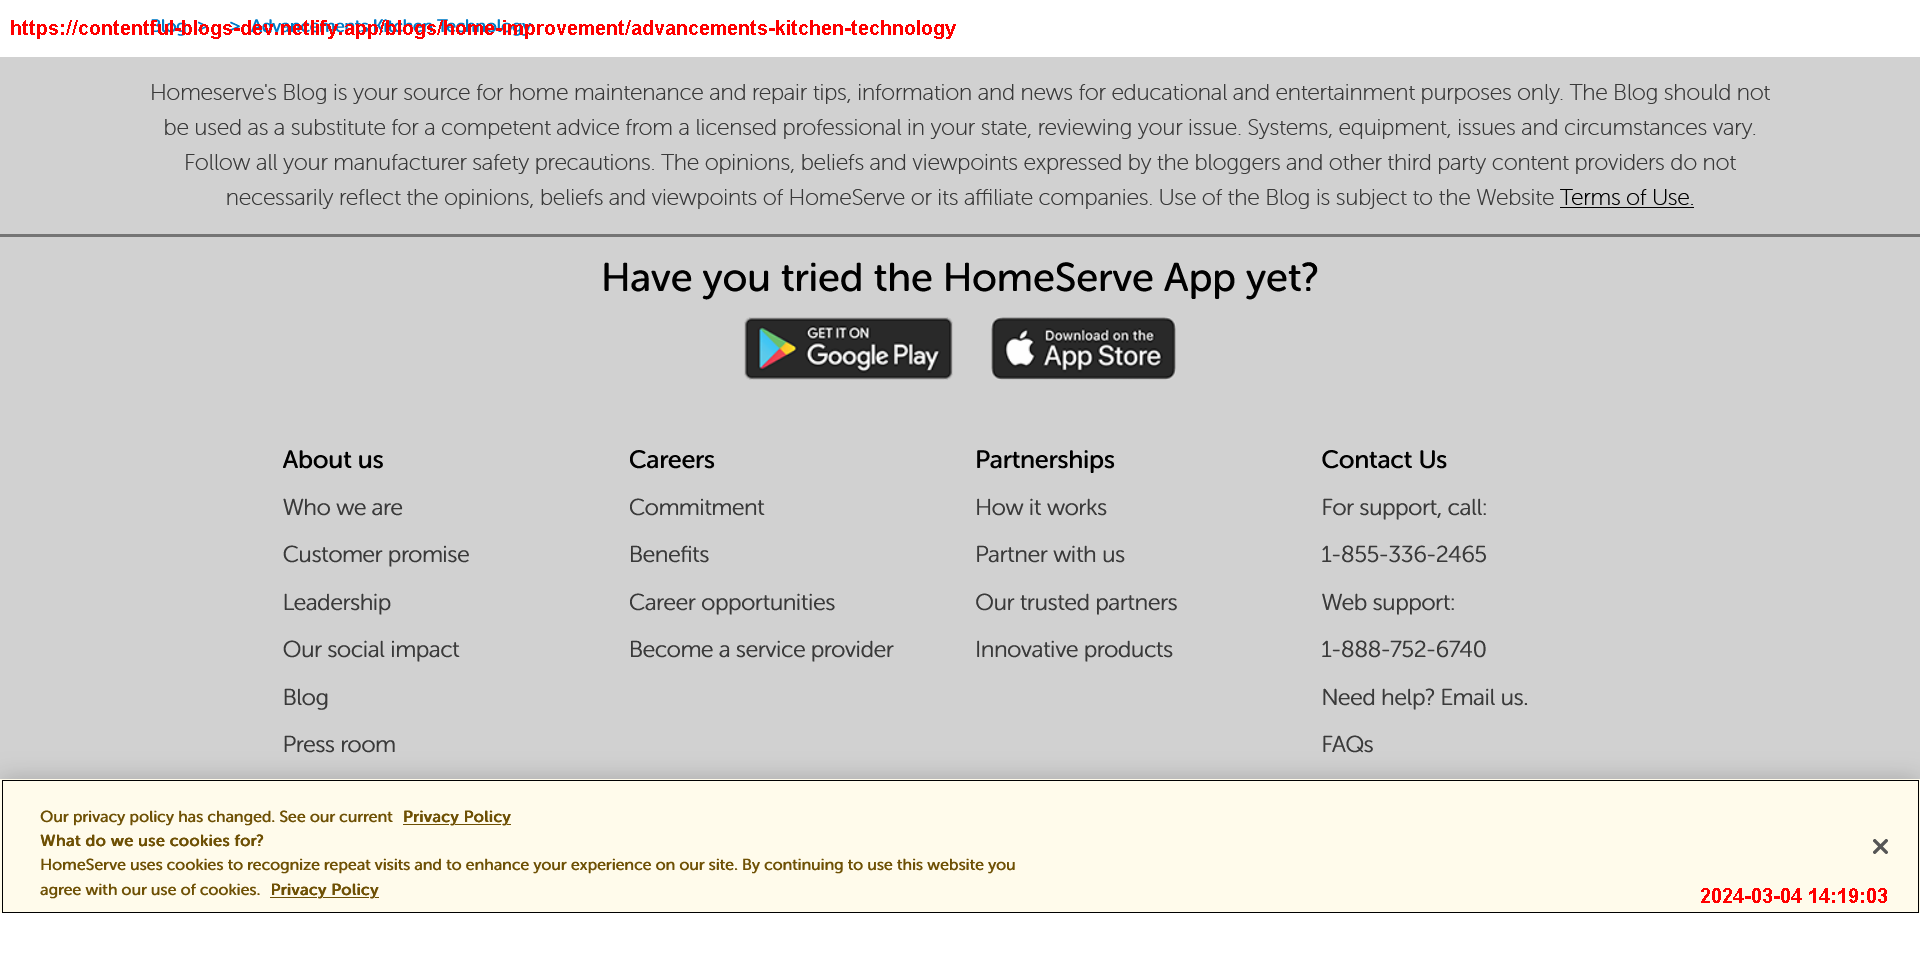 https://contentful-blogs-dev.netlify.app/blogs/home-improvement/advancements-kitchen-technology
Blog > > Advancements Kitchen Technology
Homeserve's Blog is your source for home maintenance and repair tips, information and news for educational and entertainment purposes only. The Blog should not
be used as a substitute for a competent advice from a licensed professional in your state, reviewing your issue. Systems, equipment, issues and circumstances vary.
Follow all your manufacturer safety precautions. The opinions, beliefs and viewpoints expressed by the bloggers and other third party content providers do not
necessarily reflect the opinions, beliefs and viewpoints of HomeServe or its affiliate companies. Use of the Blog is subject to the Website Terms of Use.
Have you tried the HomeServe App yet?
GET IT ON
Google Play
Download on the
App Store
About us
Who we are
Customer promise
Leadership
Our social impact
Blog
Press room
Careers
Commitment
Benefits
Career opportunities
Become a service provider
Partnerships
How it works
Partner with us
Our trusted partners
Innovative products
Contact Us
For support, call:
1-855-336-2465
Web support:
1-888-752-6740
Need help? Email us.
FAQs
Our privacy policy has changed. See our current Privacy Policy
What do we use cookies for?
HomeServe uses cookies to recognize repeat visits and to enhance your experience on our site. By continuing to use this website you
agree with our use of cookies. Privacy Policy
2024-03-04 14:19:03